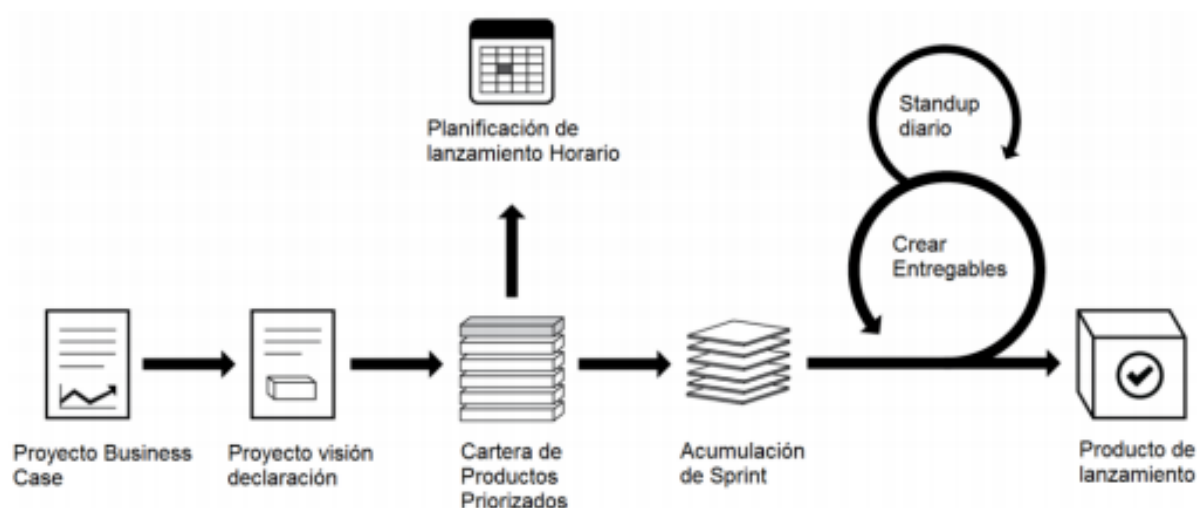 Planificación de
lanzamiento Horario
Standup
diario
Crear
Entregables
Proyecto Business
Case
Proyecto visión
declaración
Cartera de
Productos
Priorizados
Acumulación
de Sprint
Producto de
lanzamiento